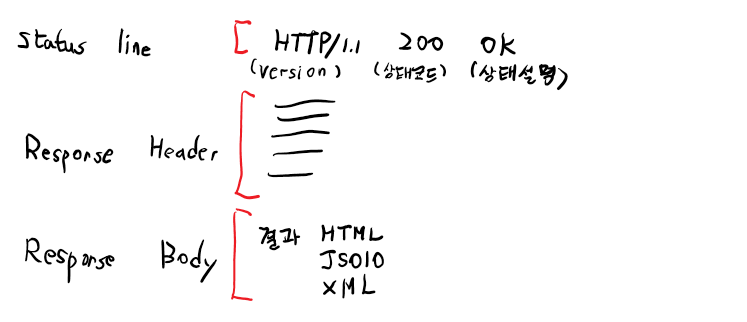 Status line [ HTTP/1.1 200 OK
(version) (상태코드) (상태설명)
Response Header
Response Body [ 결과 HTML
JSON
XML